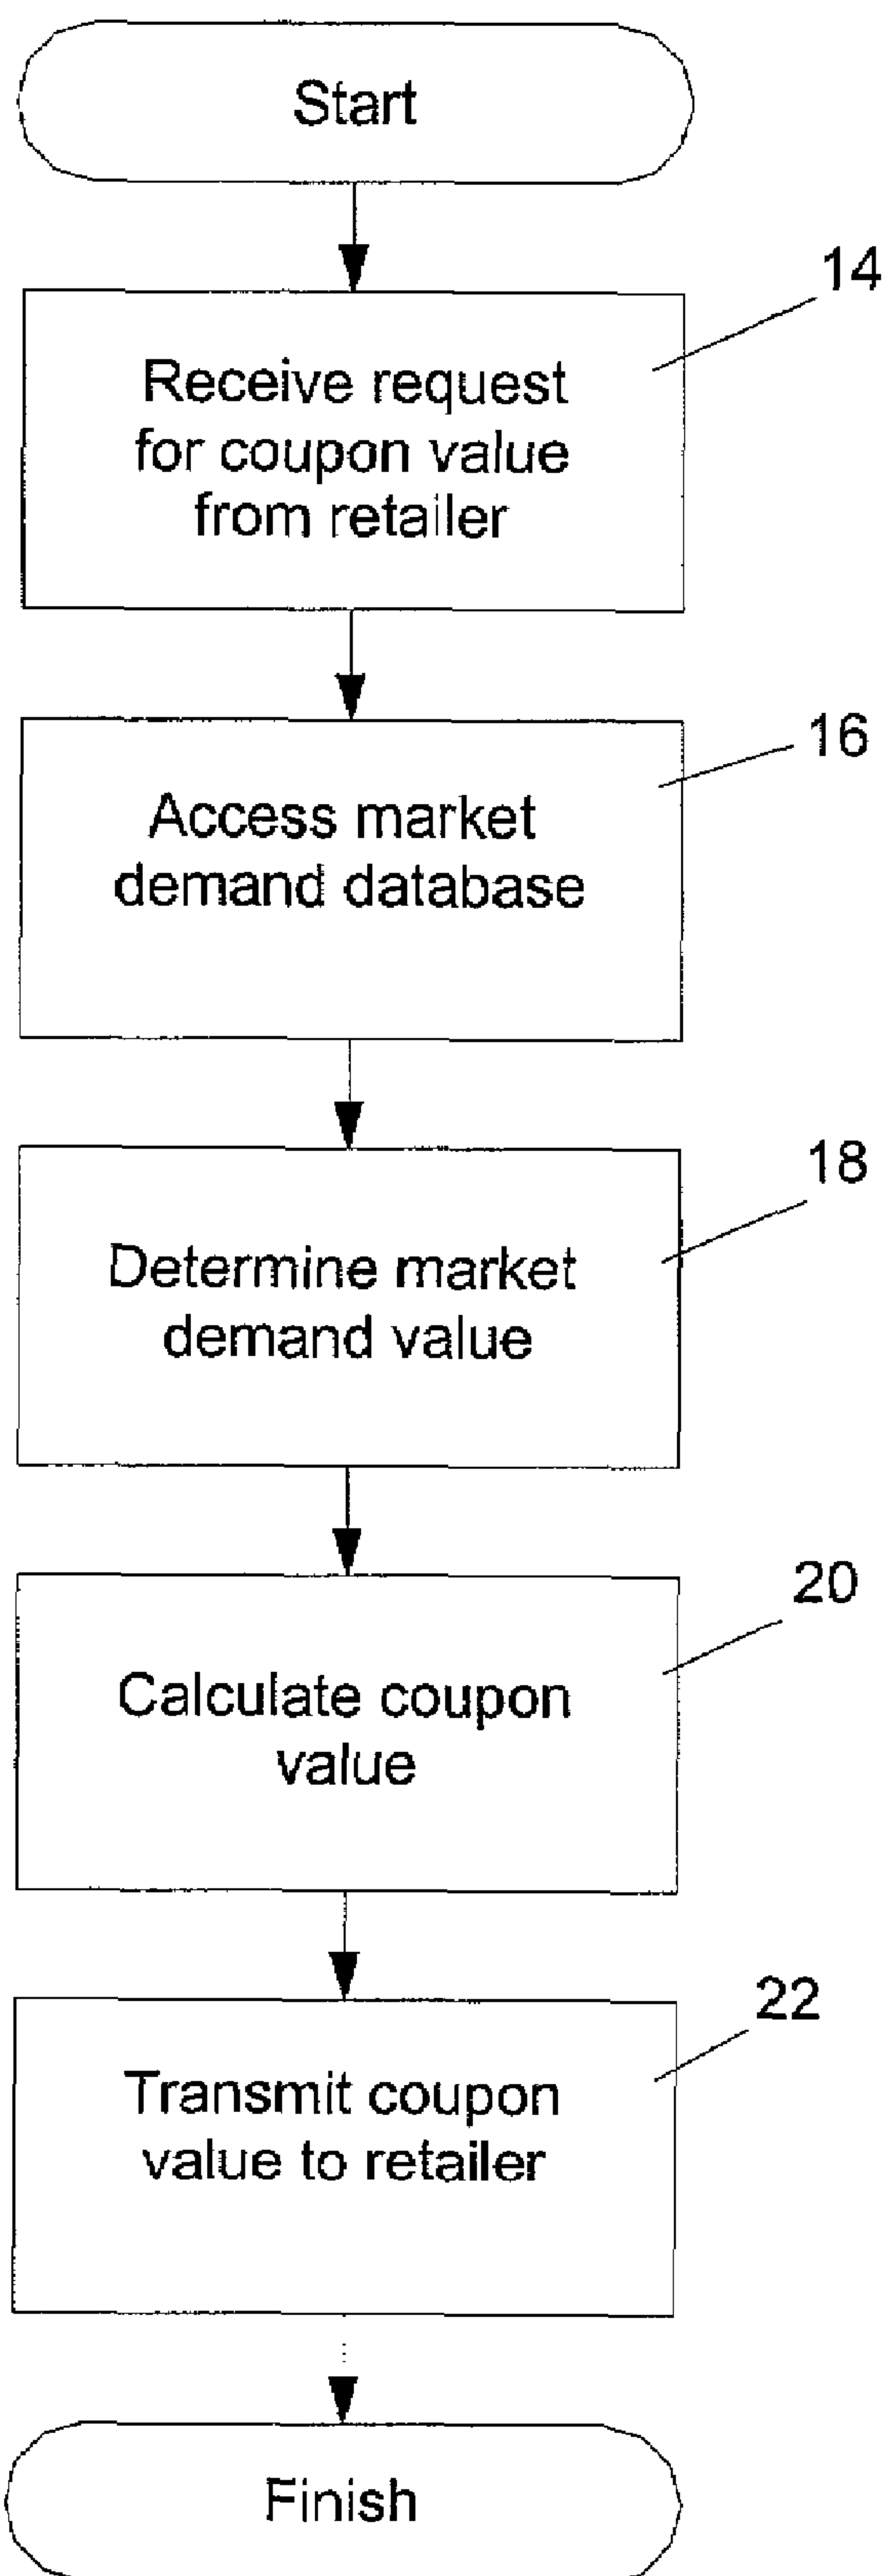 Start
14
Receive request
for coupon value
from retailer
16
Access market
demand database
18
Determine market
demand value
20
Calculate coupon
value
22
Transmit coupon
value to retailer
Finish